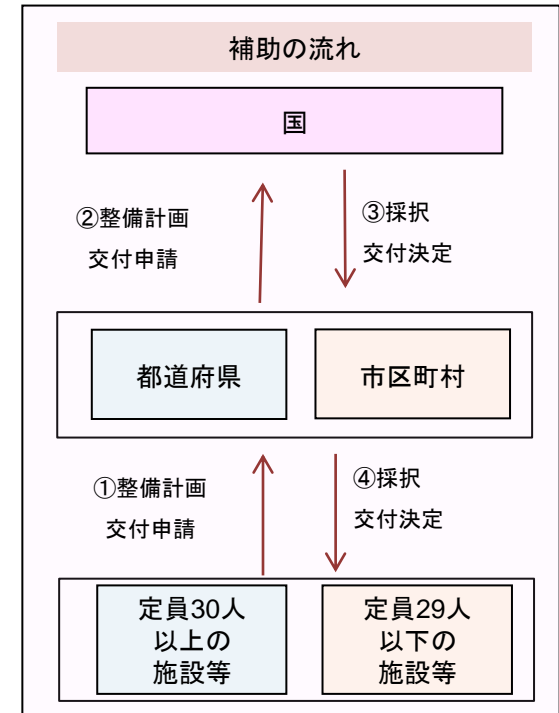 補助の流れ
国
②整備計画
交付申請
③採択
交付決定
都道府県
市区町村
①整備計画
交付申請
④採択
交付決定
定員30人
以上の
施設等
定員29人
以下の
施設等